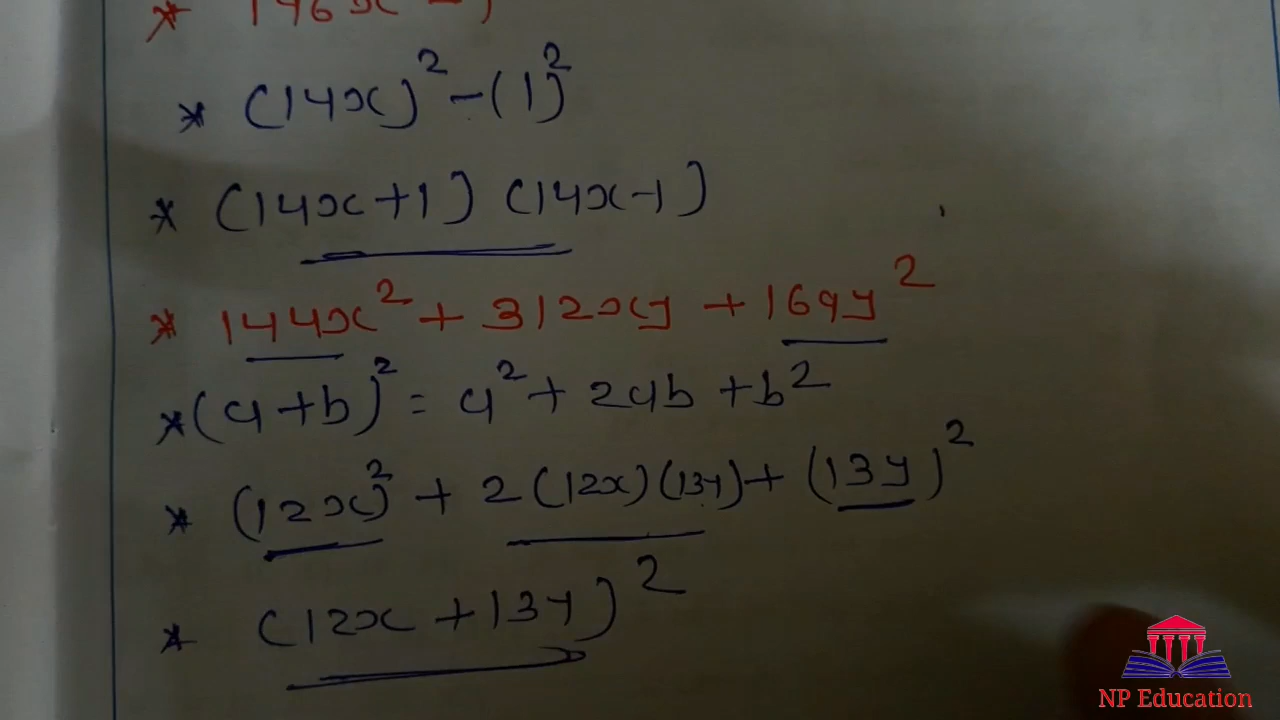 * (14x)² - (1)²
* (14x+1) (14x-1)
* 144x² + 312xy + 169y²
* (a+b)² = a² + 2ab + b²
* (12x)² + 2(12x)(13y) + (13y)²
* (12x + 13y)²
NP Education